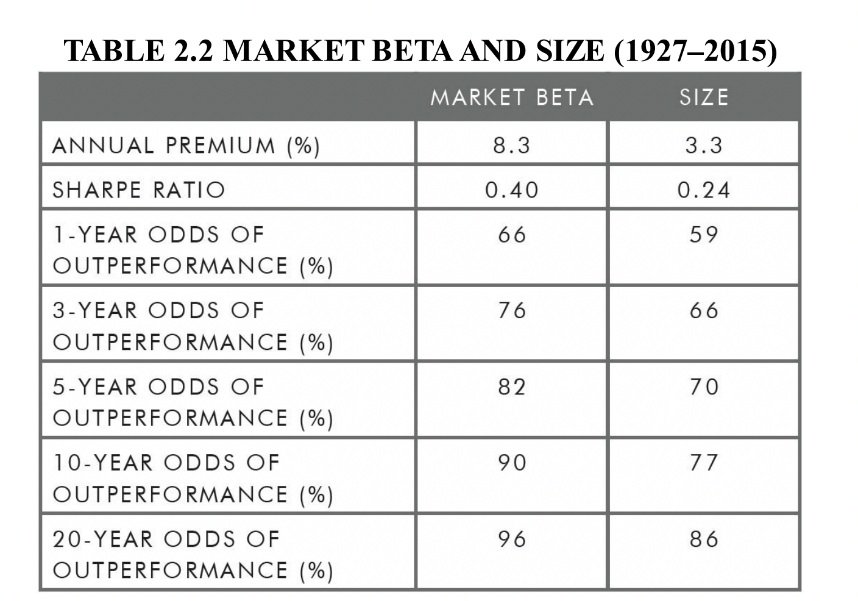 TABLE 2.2 MARKET BETA AND SIZE (1927–2015)
MARKET BETA SIZE
ANNUAL PREMIUM (%) 8.3 3.3
SHARPE RATIO 0.40 0.24
1-YEAR ODDS OF 66 59
OUTPERFORMANCE (%)
3-YEAR ODDS OF 76 66
OUTPERFORMANCE (%)
5-YEAR ODDS OF 82 70
OUTPERFORMANCE (%)
10-YEAR ODDS OF 90 77
OUTPERFORMANCE (%)
20-YEAR ODDS OF 96 86
OUTPERFORMANCE (%)